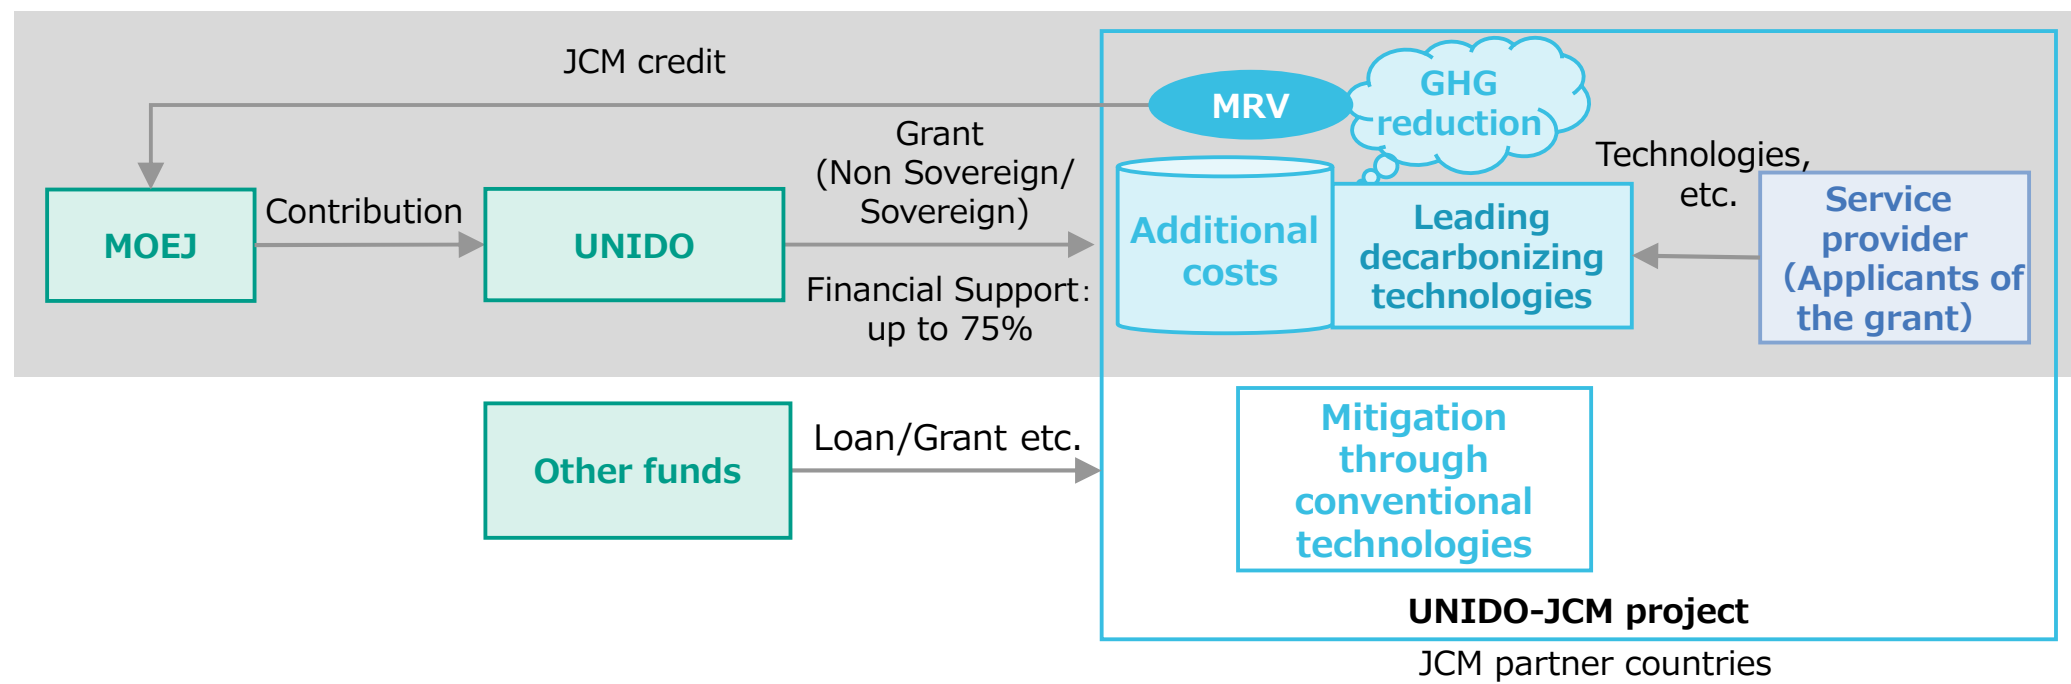 JCM credit
MRV
GHG
reduction
MOEJ
Contribution
UNIDO
Grant
(Non Sovereign/
Sovereign)
Financial Support:
up to 75%
Additional
costs
Leading
decarbonizing
technologies
Technologies,
etc.
Service
provider
(Applicants of
the grant)
Other funds
Loan/Grant etc.
Mitigation
through
conventional
technologies
UNIDO-JCM project
JCM partner countries